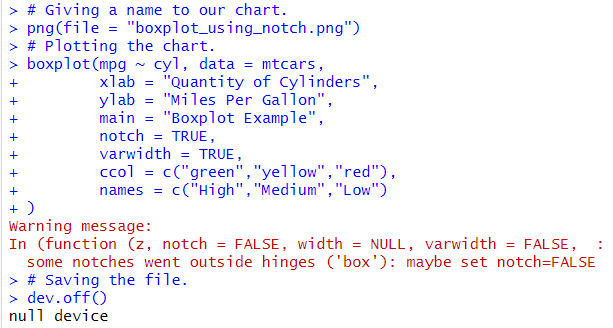 > # Giving a name to our chart.
> png(file = "boxplot_using_notch.png")
> # Plotting the chart.
> boxplot(mpg ~ cyl, data = mtcars,
+         xlab = "Quantity of Cylinders",
+         ylab = "Miles Per Gallon",
+         main = "Boxplot Example",
+         notch = TRUE,
+         varwidth = TRUE,
+         ccol = c("green","yellow","red"),
+         names = c("High","Medium","Low")
+ )
Warning message:
In (function (z, notch = FALSE, width = NULL, varwidth = FALSE,  :
  some notches went outside hinges ('box'): maybe set notch=FALSE
> # Saving the file.
> dev.off()
null device